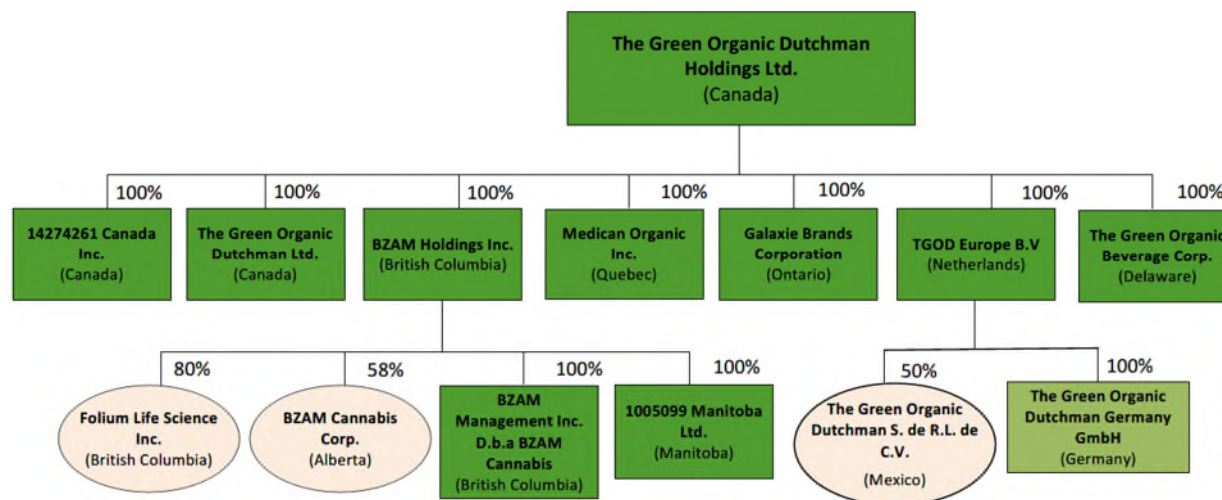 The Green Organic Dutchman
Holdings Ltd.
(Canada)
100%
100%
100%
100%
100%
100%
100%
14274261 Canada
Inc.
(Canada)
The Green Organic
Dutchman Ltd.
(Canada)
BZAM Holdings Inc.
(British Columbia)
Medican Organic
Inc.
(Quebec)
Galaxie Brands
Corporation
(Ontario)
TGOD Europe B.V
(Netherlands)
The Green Organic
Beverage Corp.
(Delaware)
80%
58%
100%
100%
50%
100%
Folium Life Science
Inc.
(British Columbia)
BZAM Cannabis
Corp.
(Alberta)
BZAM
Management Inc.
D.b.a BZAM
Cannabis
(British Columbia)
1005099 Manitoba
Ltd.
(Manitoba)
The Green Organic
Dutchman S. de R.L. de
C.V.
(Mexico)
The Green Organic
Dutchman Germany
GmbH
(Germany)